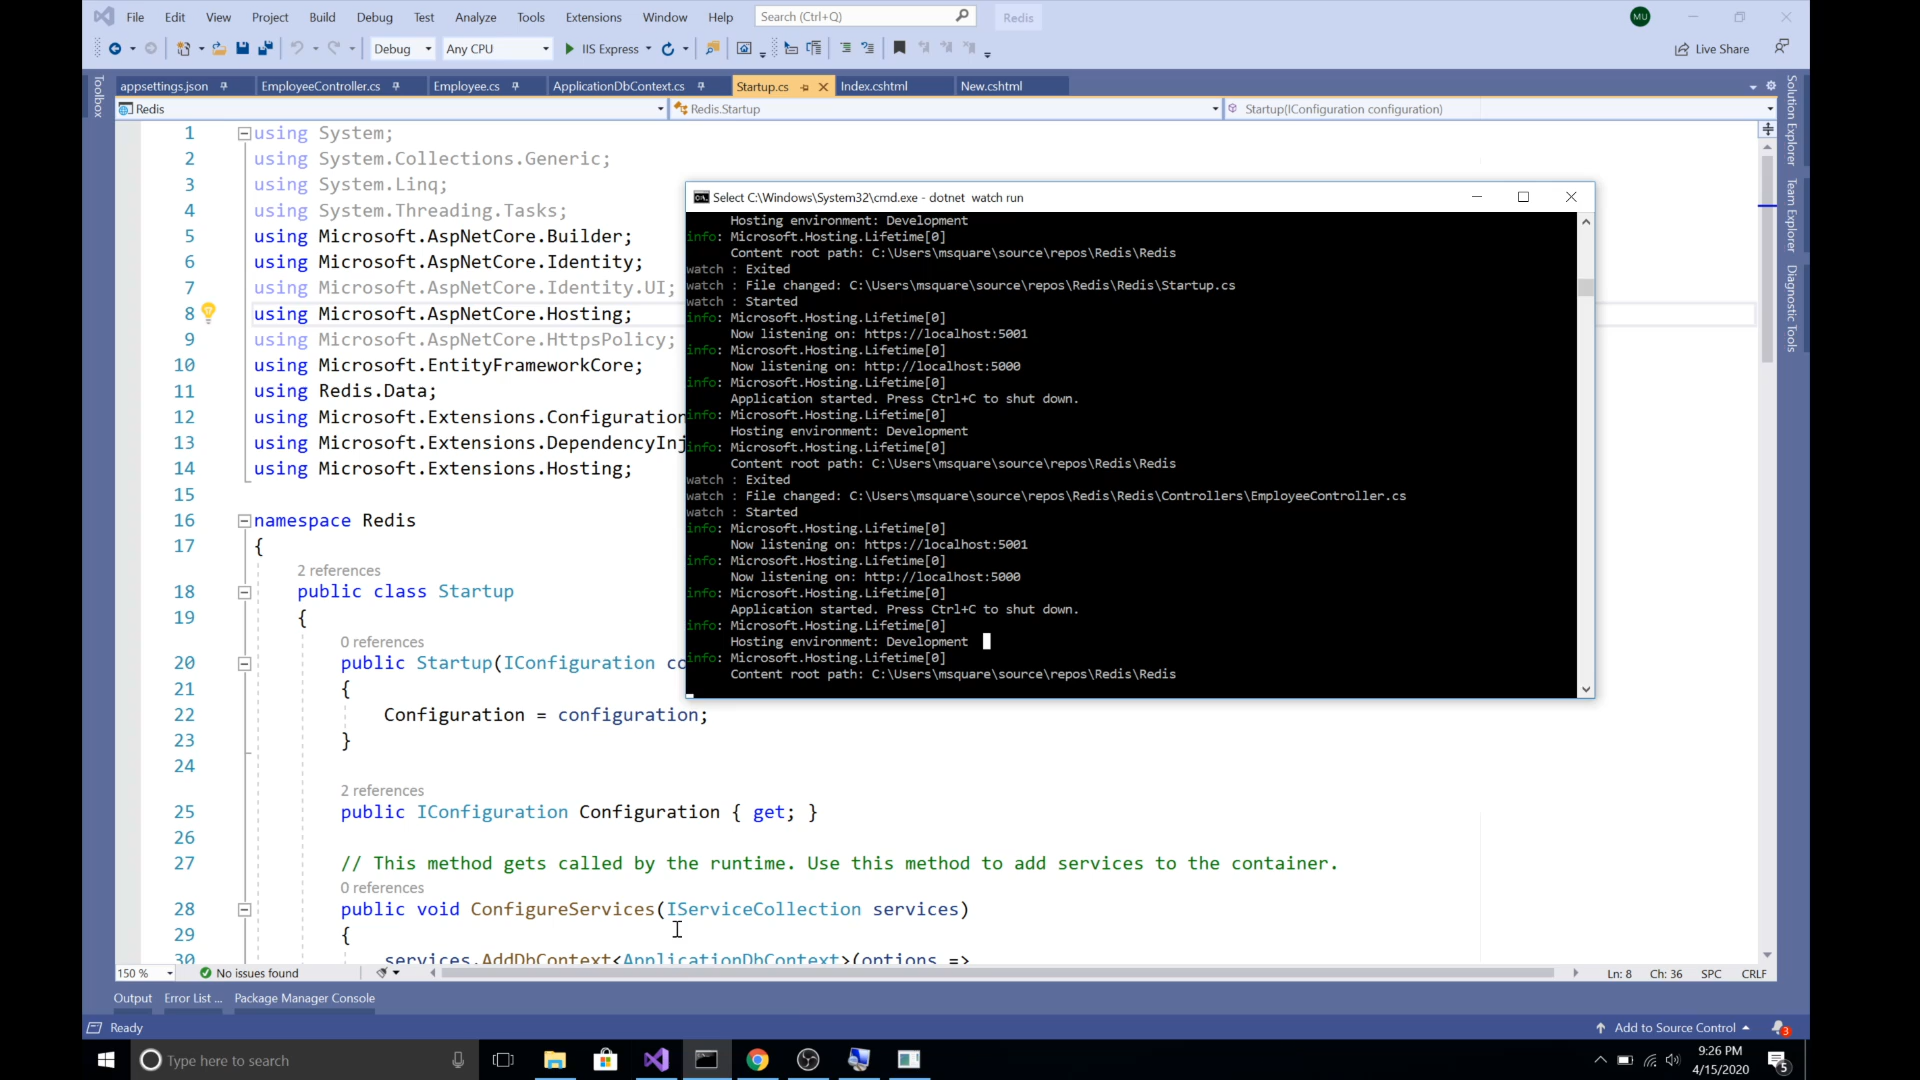 File Edit View Project Build Debug Test Analyze Tools Extensions Window Help Search (Ctrl+Q) Redis MU
Debug Any CPU IIS Express Live Share
Toolbox
appsettings.json EmployeeController.cs Employee.cs ApplicationDbContext.cs Startup.cs Index.cshtml New.cshtml
Redis Redis.Startup Startup(IConfiguration configuration)
Solution Explorer
Team Explorer
Diagnostic Tools
1 using System;
2 using System.Collections.Generic;
3 using System.Linq;
4 using System.Threading.Tasks;
5 using Microsoft.AspNetCore.Builder;
6 using Microsoft.AspNetCore.Identity;
7 using Microsoft.AspNetCore.Identity.UI;
8 using Microsoft.AspNetCore.Hosting;
9 using Microsoft.AspNetCore.HttpsPolicy;
10 using Microsoft.EntityFrameworkCore;
11 using Redis.Data;
12 using Microsoft.Extensions.Configuration
13 using Microsoft.Extensions.DependencyInj
14 using Microsoft.Extensions.Hosting;
15
16 namespace Redis
17 {
2 references
18 public class Startup
19 {
0 references
20 public Startup(IConfiguration co
21 {
22 Configuration = configuration;
23 }
24
2 references
25 public IConfiguration Configuration { get; }
26
27 // This method gets called by the runtime. Use this method to add services to the container.
0 references
28 public void ConfigureServices(IServiceCollection services)
29 {
30 services.AddDbContext<ApplicationDbContext>(options =>
Select C:\Windows\System32\cmd.exe - dotnet watch run
Hosting environment: Development
info: Microsoft.Hosting.Lifetime[0]
Content root path: C:\Users\msquare\source\repos\Redis\Redis
watch : Exited
watch : File changed: C:\Users\msquare\source\repos\Redis\Redis\Startup.cs
watch : Started
info: Microsoft.Hosting.Lifetime[0]
Now listening on: https://localhost:5001
info: Microsoft.Hosting.Lifetime[0]
Now listening on: http://localhost:5000
info: Microsoft.Hosting.Lifetime[0]
Application started. Press Ctrl+C to shut down.
info: Microsoft.Hosting.Lifetime[0]
Hosting environment: Development
info: Microsoft.Hosting.Lifetime[0]
Content root path: C:\Users\msquare\source\repos\Redis\Redis
watch : Exited
watch : File changed: C:\Users\msquare\source\repos\Redis\Redis\Controllers\EmployeeController.cs
watch : Started
info: Microsoft.Hosting.Lifetime[0]
Now listening on: https://localhost:5001
info: Microsoft.Hosting.Lifetime[0]
Now listening on: http://localhost:5000
info: Microsoft.Hosting.Lifetime[0]
Application started. Press Ctrl+C to shut down.
info: Microsoft.Hosting.Lifetime[0]
Hosting environment: Development
info: Microsoft.Hosting.Lifetime[0]
Content root path: C:\Users\msquare\source\repos\Redis\Redis
150 % No issues found Ln: 8 Ch: 36 SPC CRLF
Output Error List ... Package Manager Console
Ready Add to Source Control 3
Type here to search 9:26 PM
4/15/2020 5